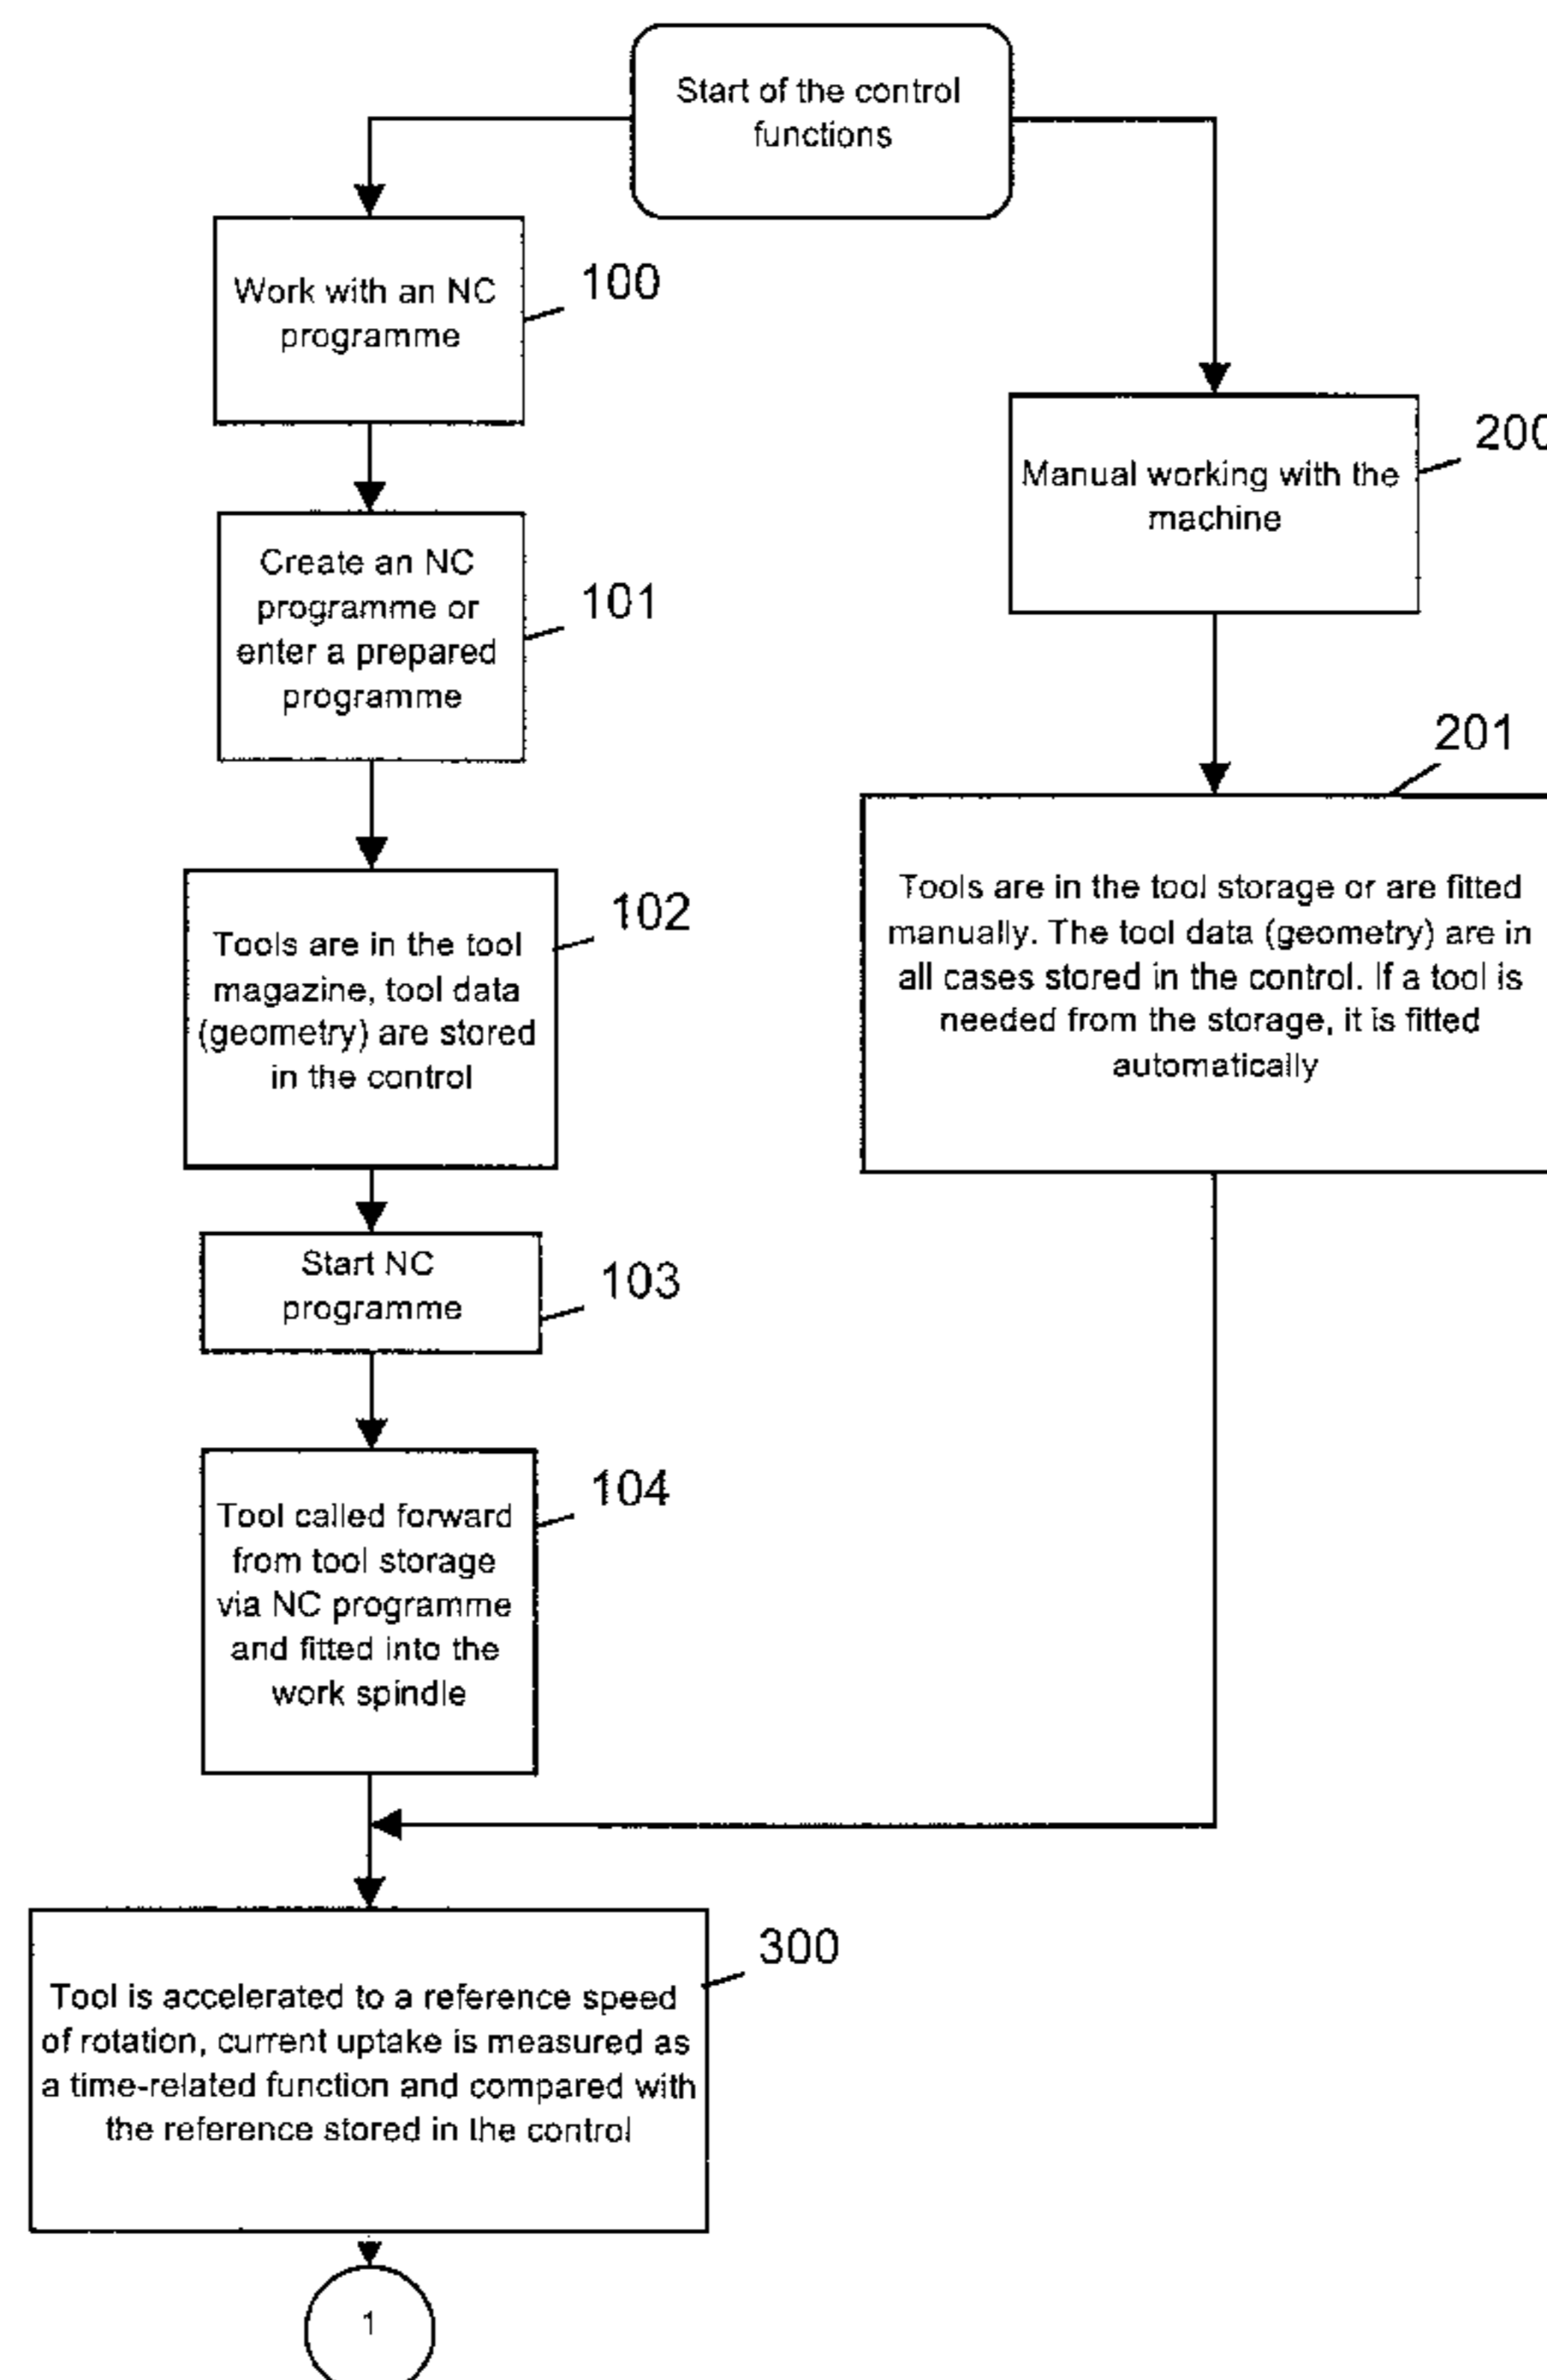 Start of the control
functions
Work with an NC
programme
100
Create an NC
programme or
enter a prepared
programme
101
Tools are in the tool
magazine, tool data
(geometry) are stored
in the control
102
Start NC
programme
103
Tool called forward
from tool storage
via NC programme
and fitted into the
work spindle
104
Manual working with the
machine
200
Tools are in the tool storage or are fitted
manually. The tool data (geometry) are in
all cases stored in the control. If a tool is
needed from the storage, it is fitted
automatically
201
Tool is accelerated to a reference speed
of rotation, current uptake is measured as
a time-related function and compared with
the reference stored in the control
300
1